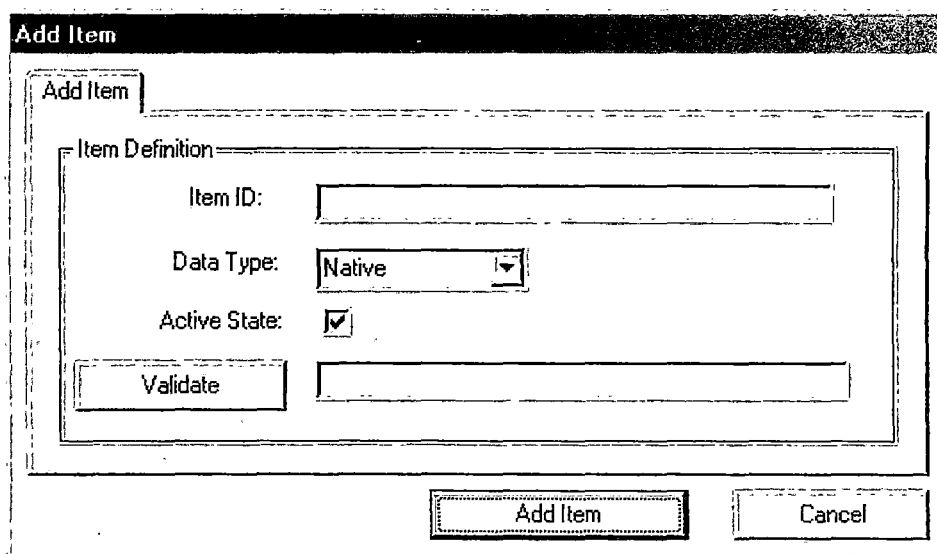 Add Item
Add Item
Item Definition
Item ID:
Data Type: Native
Active State:
Validate
Add Item Cancel